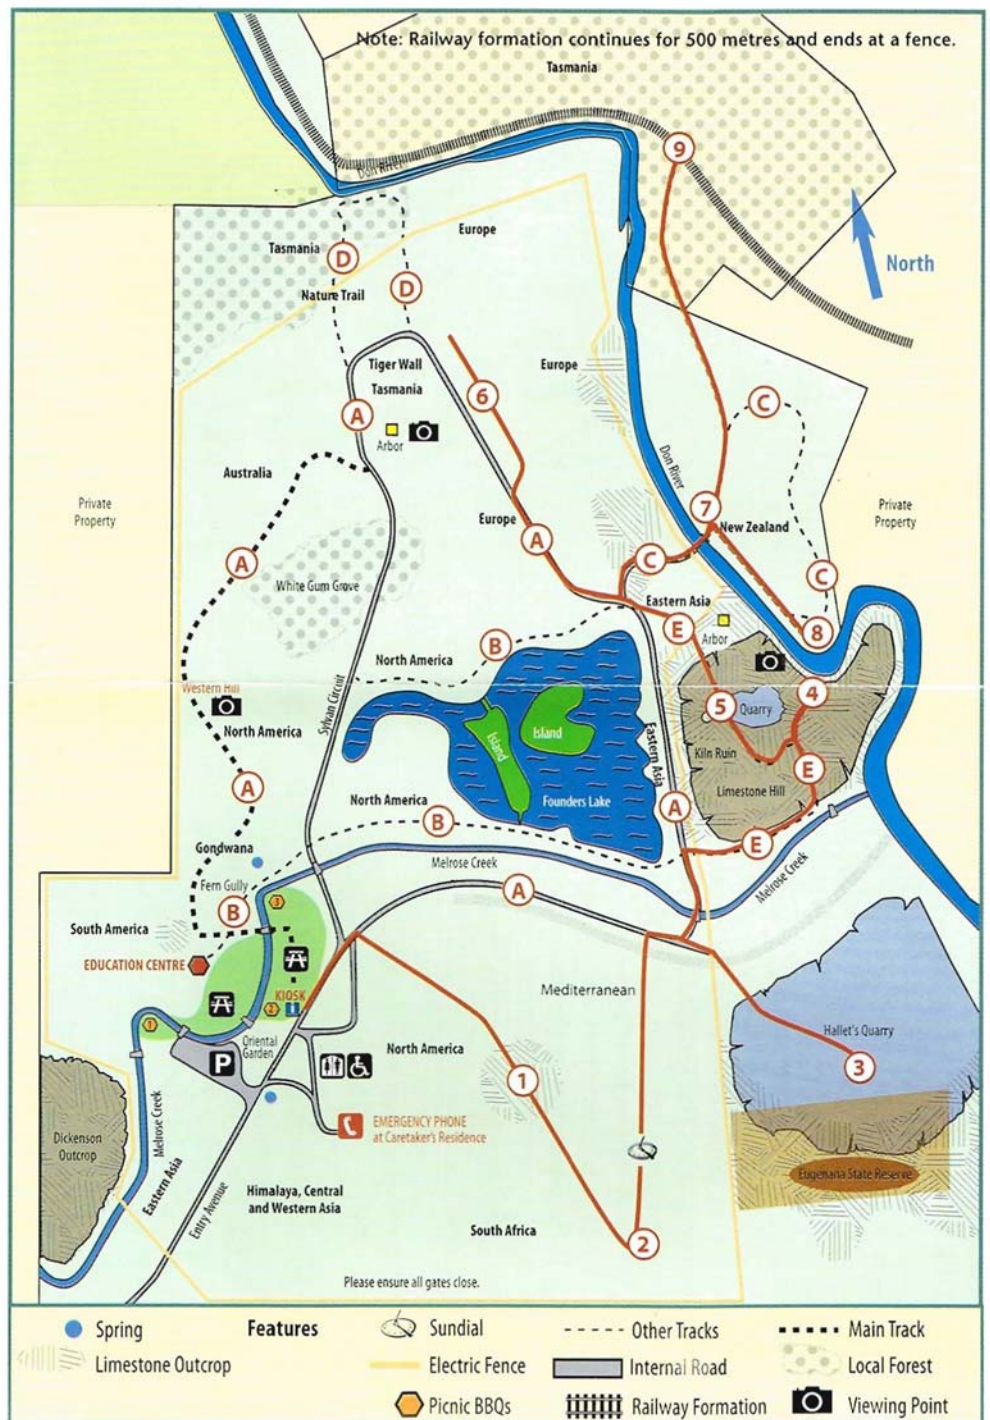 Note: Railway formation continues for 500 metres and ends at a fence.
Tasmania
Don River
9
North
Europe
Tasmania
D
Nature Trail
D
Tiger Wall
Tasmania
Europe
6
A
Arbor
C
Australia
Don River
Private
Property
Private
Property
7
New Zealand
Europe
A
A
C
White Gum Grove
C
Eastern Asia
E
Arbor
8
B
North America
Western Hill
4
5
Quarry
Sylvan Circuit
North America
Island
Island
Eastern Asia
Kiln Ruin
E
A
North America
B
Founders Lake
A
Limestone Hill
E
Gondwana
Melrose Creek
Melrose Creek
Fern Gully
A
3
B
South America
EDUCATION CENTRE
KIOSK
Mediterranean
2
i
1
Oriental
Garden
Hallet's Quarry
P
North America
3
1
EMERGENCY PHONE
at Caretaker's Residence
Dickenson
Outcrop
Melrose Creek
Eastern Asia
Eugenana State Reserve
Entry Avenue
Himalaya, Central
and Western Asia
South Africa
2
Please ensure all gates close.
Spring
Features
Sundial
Other Tracks
Main Track
Limestone Outcrop
Electric Fence
Internal Road
Local Forest
Picnic BBQs
Railway Formation
Viewing Point